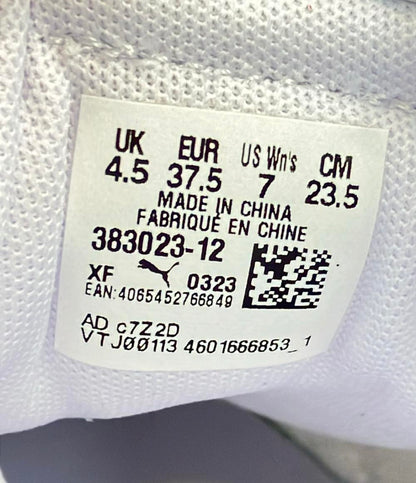 UK EUR US Wn's CM
4.5 37.5 7 23.5
MADE IN CHINA
FABRIQUÉ EN CHINE
383023-12
XF 0323
EAN:4065452766849
AD c7Z2D
VTJ00113 4601666853_1